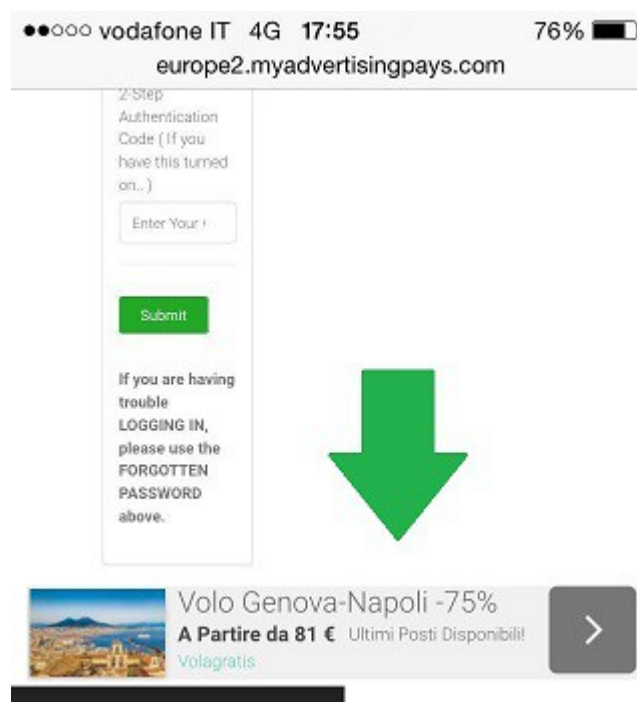 vodafone IT 4G 17:55 76%
europe2.myadvertisingpays.com
2-Step
Authentication
Code ( If you
have this turned
on.. )
Enter Your
Submit
If you are having
trouble
LOGGING IN,
please use the
FORGOTTEN
PASSWORD
above.
Volo Genova-Napoli -75%
A Partire da 81 € Ultimi Posti Disponibili!
Volagratis